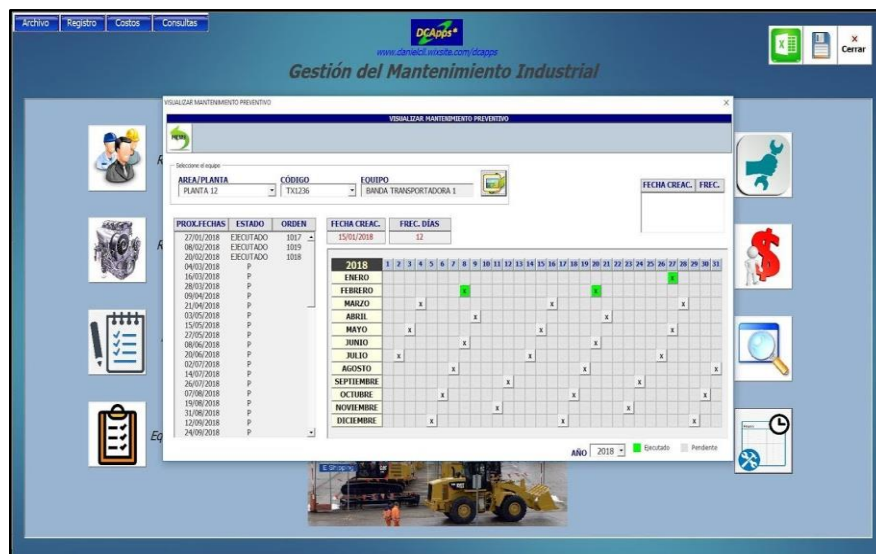 Archivo Registro Costos Consultas
DCApps*
www.danielcil.wixsite.com/dcapps
Gestión del Mantenimiento Industrial
Cerrar
VISUALIZAR MANTENIMIENTO PREVENTIVO
VISUALIZAR MANTENIMIENTO PREVENTIVO
Seleccione el equipo
AREA/PLANTA CÓDIGO EQUIPO
PLANTA 12 TX1236 BANDA TRANSPORTADORA 1
FECHA CREAC. FREC.
PROX.FECHAS ESTADO ORDEN FECHA CREAC. FREC. DÍAS
15/01/2018 12
27/01/2018 EJECUTADO 1017
08/02/2018 EJECUTADO 1019
20/02/2018 EJECUTADO 1018
04/03/2018 P
16/03/2018 P
28/03/2018 P
09/04/2018 P
21/04/2018 P
03/05/2018 P
15/05/2018 P
27/05/2018 P
08/06/2018 P
20/06/2018 P
02/07/2018 P
14/07/2018 P
26/07/2018 P
07/08/2018 P
19/08/2018 P
31/08/2018 P
12/09/2018 P
24/09/2018 P
2018 1 2 3 4 5 6 7 8 9 10 11 12 13 14 15 16 17 18 19 20 21 22 23 24 25 26 27 28 29 30 31
ENERO x
FEBRERO x x
MARZO x x x
ABRIL x x
MAYO x x x
JUNIO x x
JULIO x x x
AGOSTO x x x
SEPTIEMBRE x x
OCTUBRE x x x
NOVIEMBRE x x
DICIEMBRE x x x
AÑO 2018 Ejecutado Pendiente
R
R
Eq
E Shipping